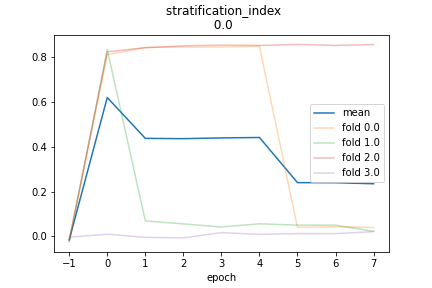 stratification_index
0.0
0.8
0.6
0.4
0.2
0.0
mean
fold 0.0
fold 1.0
fold 2.0
fold 3.0
−1 0 1 2 3 4 5 6 7
epoch